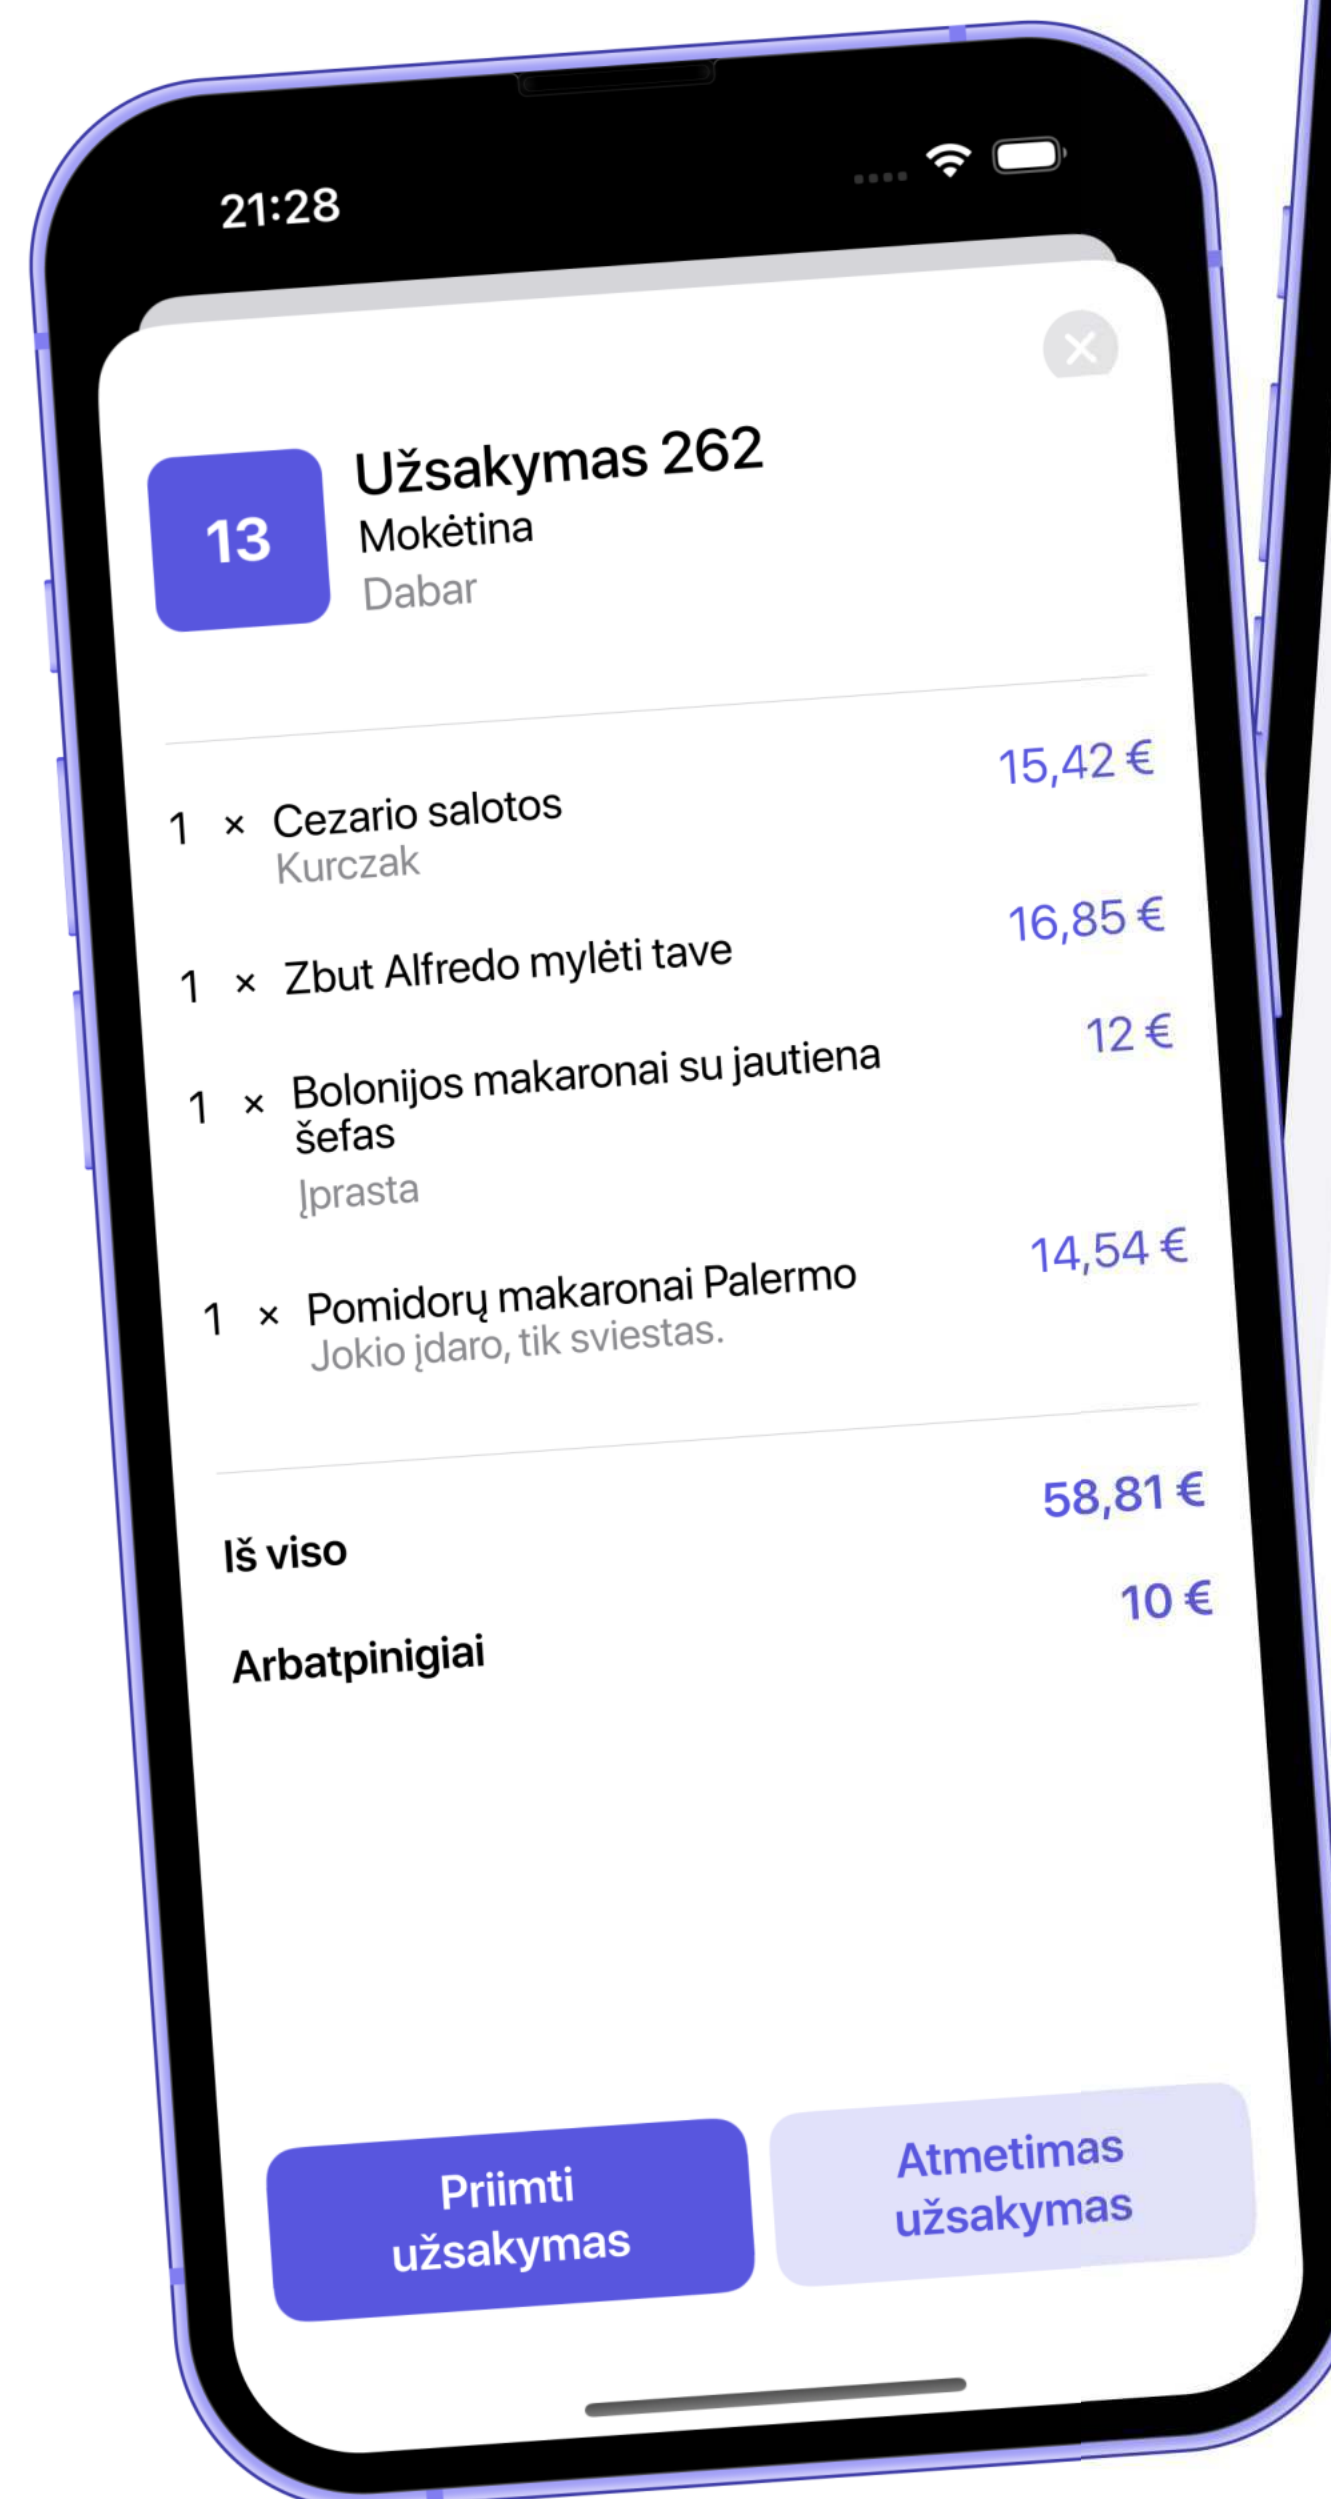 21:28
13
Užsakymas 262
Mokėtina
Dabar
1 × Cezario salotos 15,42 €
Kurczak
1 × Zbut Alfredo mylėti tave 16,85 €
1 × Bolonijos makaronai su jautiena 12 €
šefas
Įprasta
1 × Pomidorų makaronai Palermo 14,54 €
Jokio įdaro, tik sviestas.
Iš viso 58,81 €
Arbatpinigiai 10 €
Priimti
užsakymas
Atmetimas
užsakymas